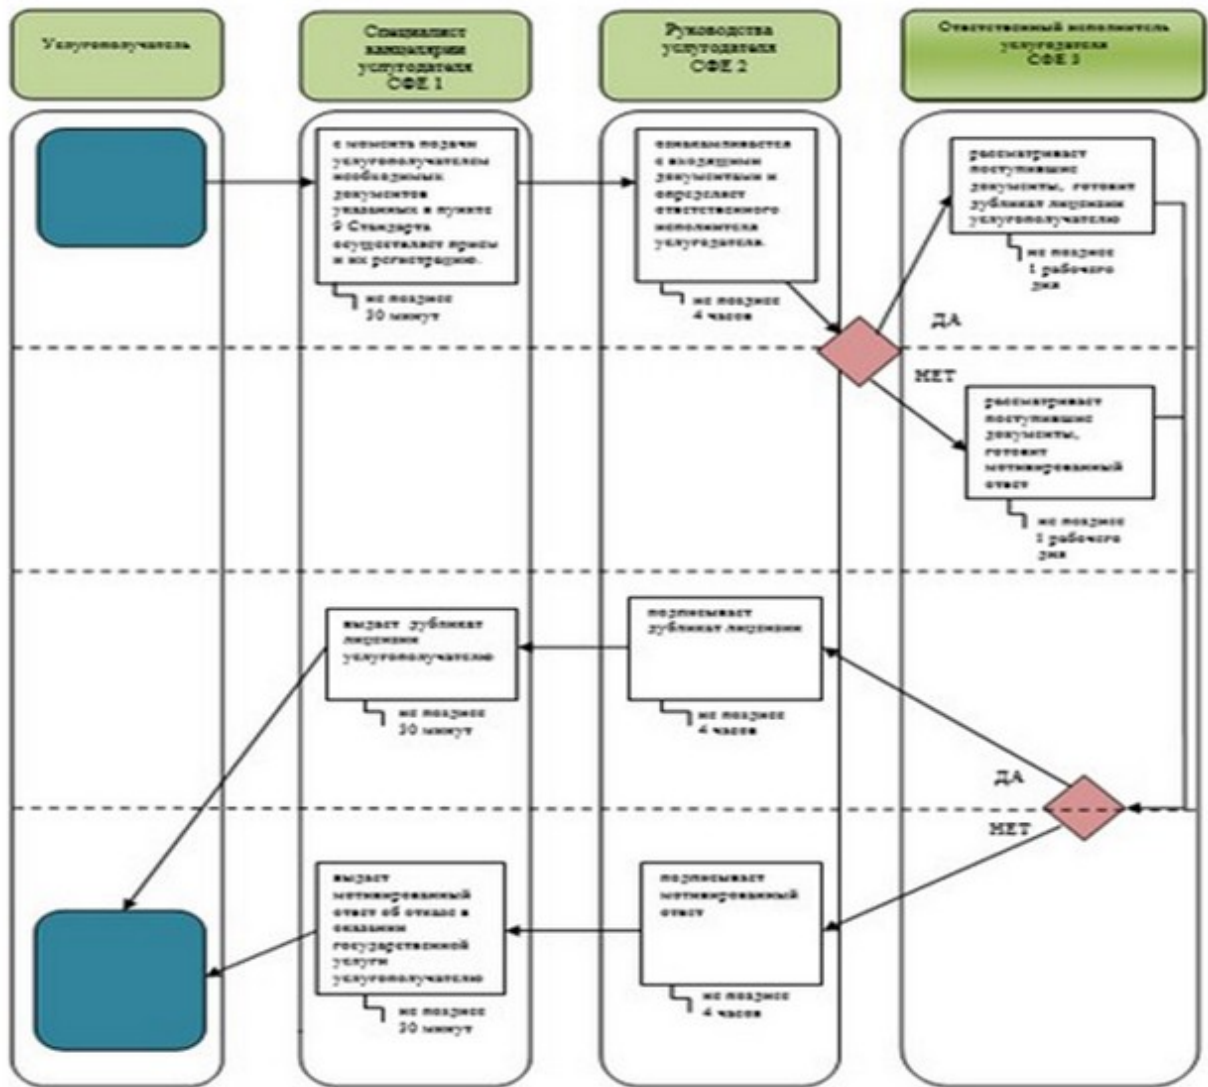 Услугополучатель
Специалист
канцелярии
услугодателя
СФЕ 1
Руководства
услугодателя
СФЕ 2
Ответственный исполнитель
услугодателя
СФЕ 3
с момента подачи
услугополучателем
необходимых
документов
указанных в пункте
9 Стандарта
осуществляет прием
и их регистрацию.
не позднее
30 минут
ознакамливается
с входящими
документами и
определяет
ответственного
исполнителя
услугодателя.
не позднее
4 часов
рассматривает
поступившие
документы, готовит
дубликат лицензии
услугополучателю
не позднее
1 рабочего
дня
ДА
НЕТ
рассматривает
поступившие
документы,
готовит
мотивированный
ответ
не позднее
1 рабочего
дня
выдает дубликат
лицензии
услугополучателю
не позднее
30 минут
подписывает
дубликат лицензии
не позднее
4 часов
ДА
НЕТ
выдает
мотивированный
ответ об отказе в
оказании
государственной
услуги
услугополучателю
не позднее
30 минут
подписывает
мотивированный
ответ
не позднее
4 часов